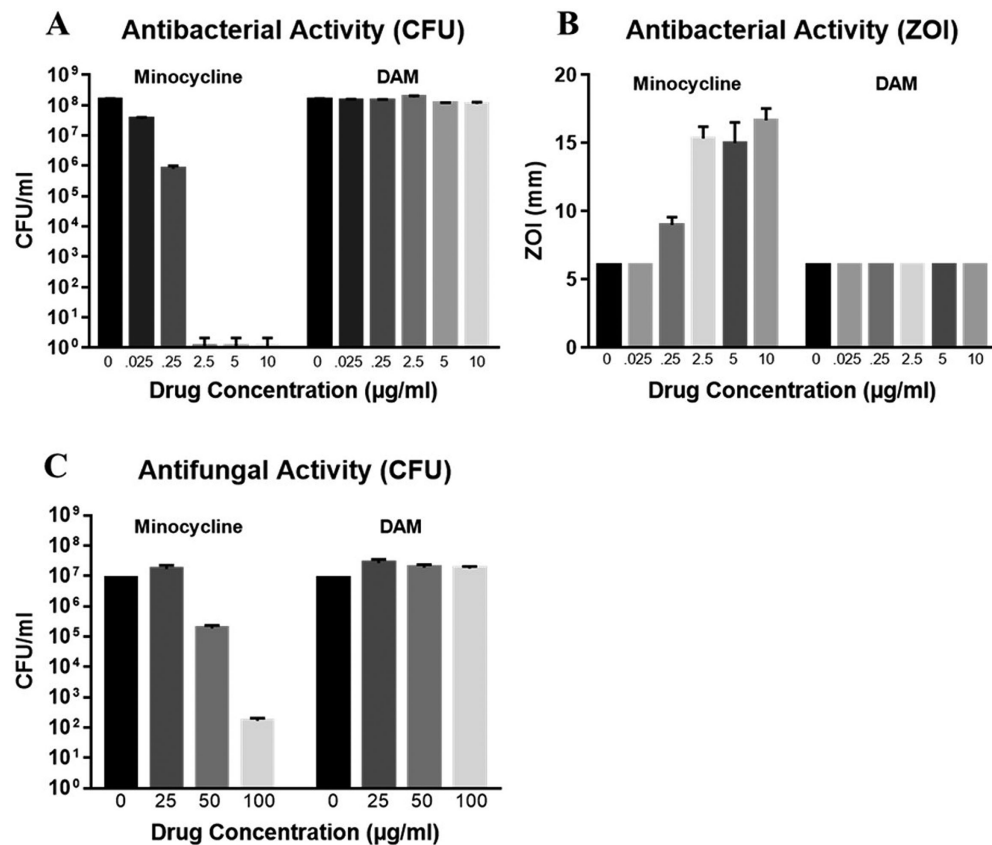 A Antibacterial Activity (CFU)
Minocycline DAM
CFU/ml
10⁹
10⁸
10⁷
10⁶
10⁵
10⁴
10³
10²
10¹
10⁰
0 .025 .25 2.5 5 10 0 .025 .25 2.5 5 10
Drug Concentration (µg/ml)
B Antibacterial Activity (ZOI)
Minocycline DAM
ZOI (mm)
20
15
10
5
0
0 .025 .25 2.5 5 10 0 .025 .25 2.5 5 10
Drug Concentration (µg/ml)
C Antifungal Activity (CFU)
Minocycline DAM
CFU/ml
10⁹
10⁸
10⁷
10⁶
10⁵
10⁴
10³
10²
10¹
10⁰
0 25 50 100 0 25 50 100
Drug Concentration (µg/ml)